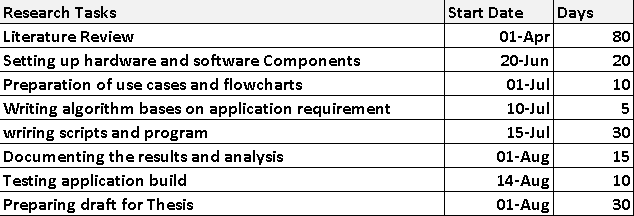 Research Tasks Start Date Days
Literature Review 01-Apr 80
Setting up hardware and software Components 20-Jun 20
Preparation of use cases and flowcharts 01-Jul 10
Writing algorithm bases on application requirement 10-Jul 5
wriring scripts and program 15-Jul 30
Documenting the results and analysis 01-Aug 15
Testing application build 14-Aug 10
Preparing draft for Thesis 01-Aug 30